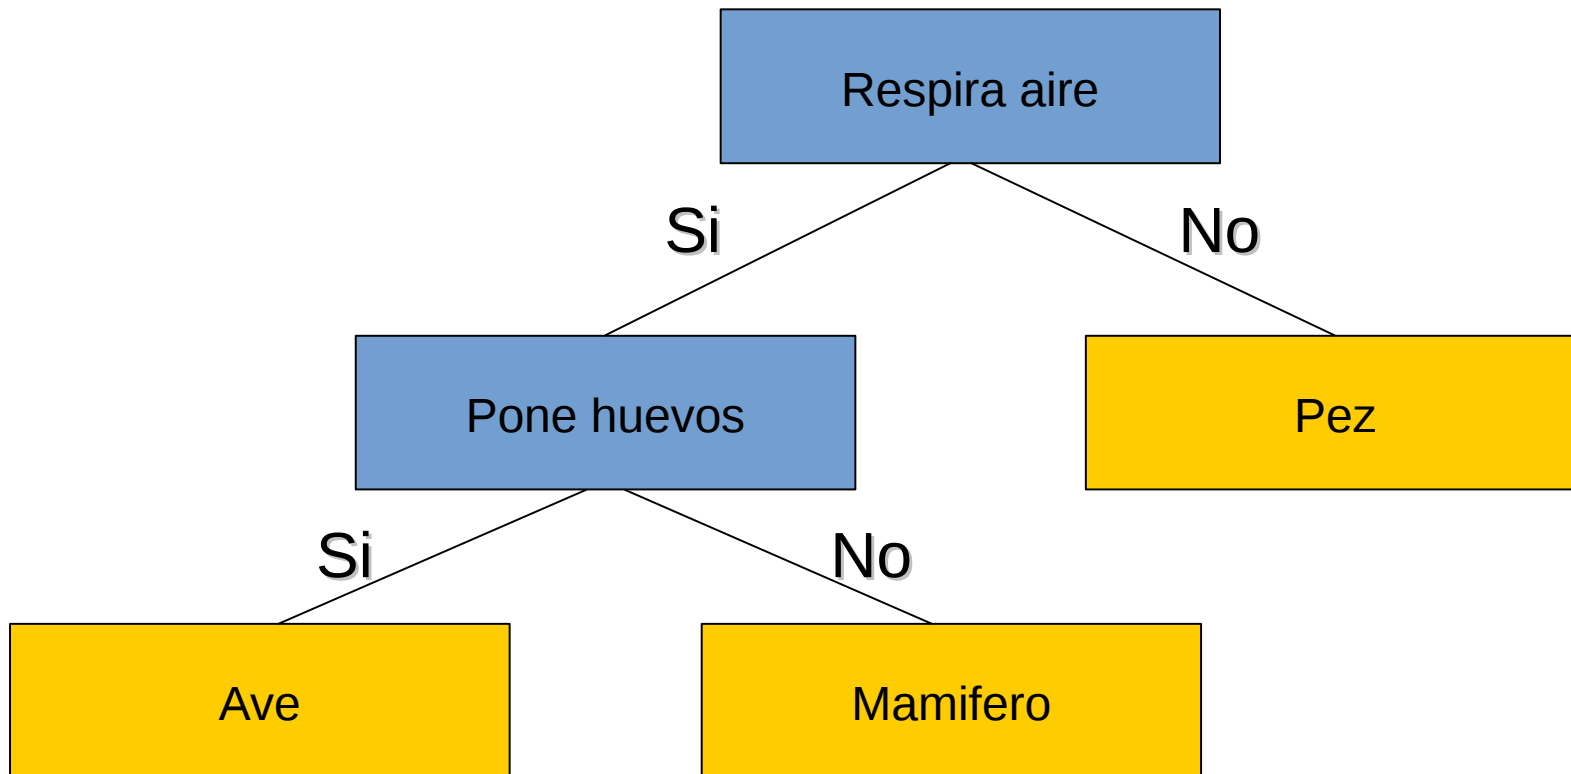 Respira aire
Si
No
Pone huevos
Pez
Si
No
Ave
Mamifero